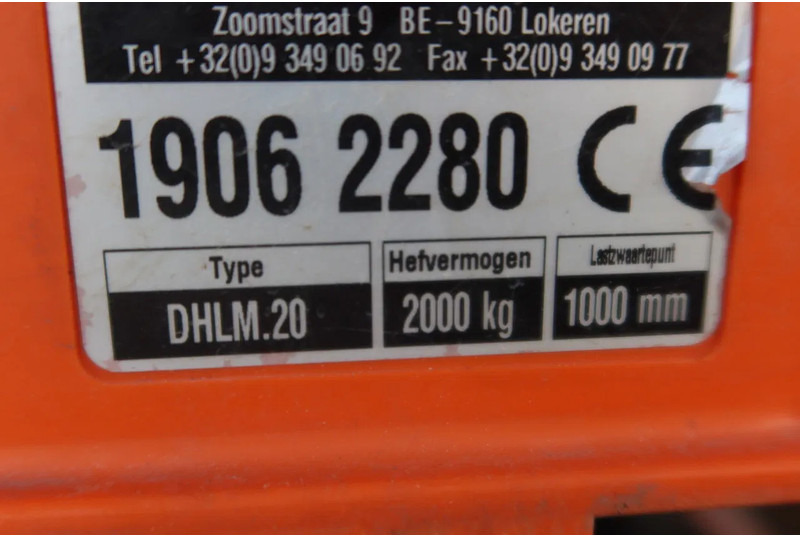 Zoomstraat 9 BE-9160 Lokeren
Tel +32(0)9 349 06 92 Fax +32(0)9 349 09 77
1906 2280 CE
Type Hefvermogen Lastzwaartepunt
DHLM.20 2000 kg 1000 mm